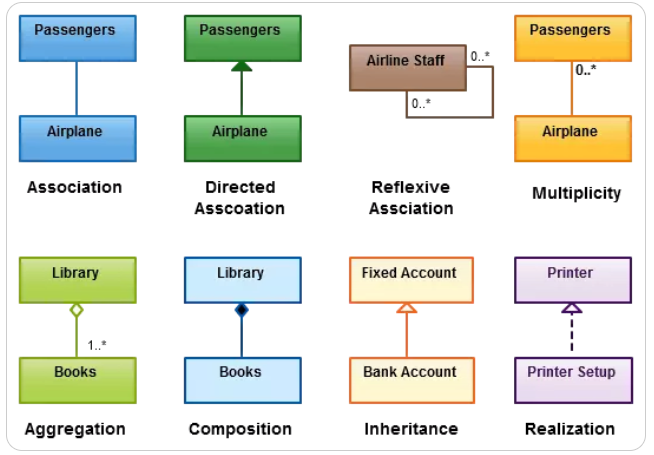 Passengers
Airplane
Association
Passengers
Airplane
Directed
Asscoation
Airline Staff
0..*
0..*
Reflexive
Assciation
Passengers
0..*
Airplane
Multiplicity
Library
1..*
Books
Aggregation
Library
Books
Composition
Fixed Account
Bank Account
Inheritance
Printer
Printer Setup
Realization